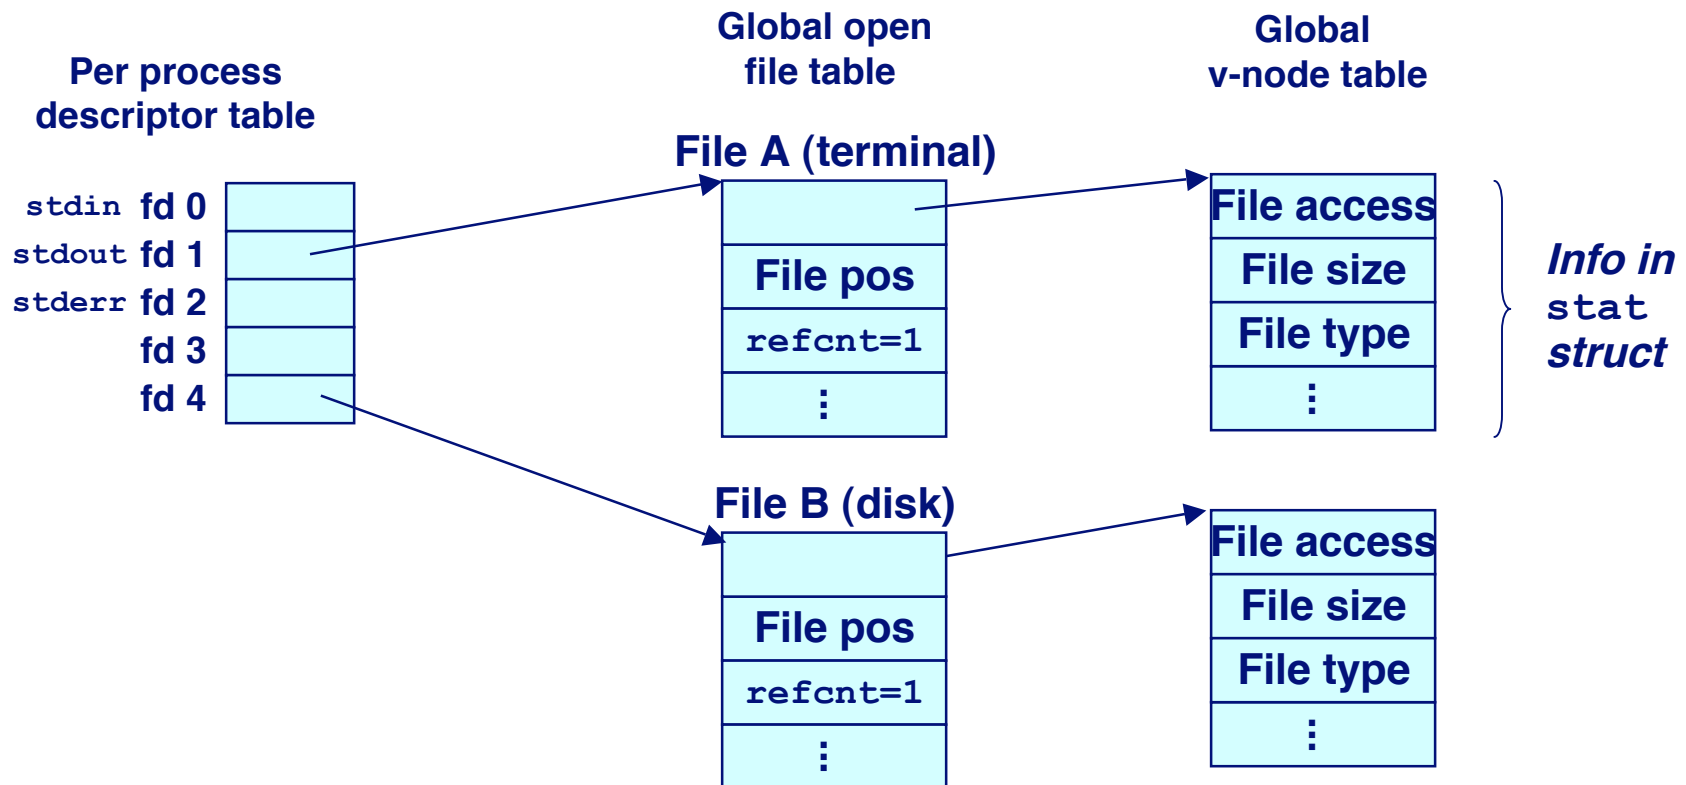 Per process
descriptor table
Global open
file table
Global
v-node table
File A (terminal)
stdin fd 0
stdout fd 1
stderr fd 2
fd 3
fd 4
File pos
refcnt=1
⋮
File access
File size
File type
⋮
Info in
stat
struct
File B (disk)
File pos
refcnt=1
⋮
File access
File size
File type
⋮